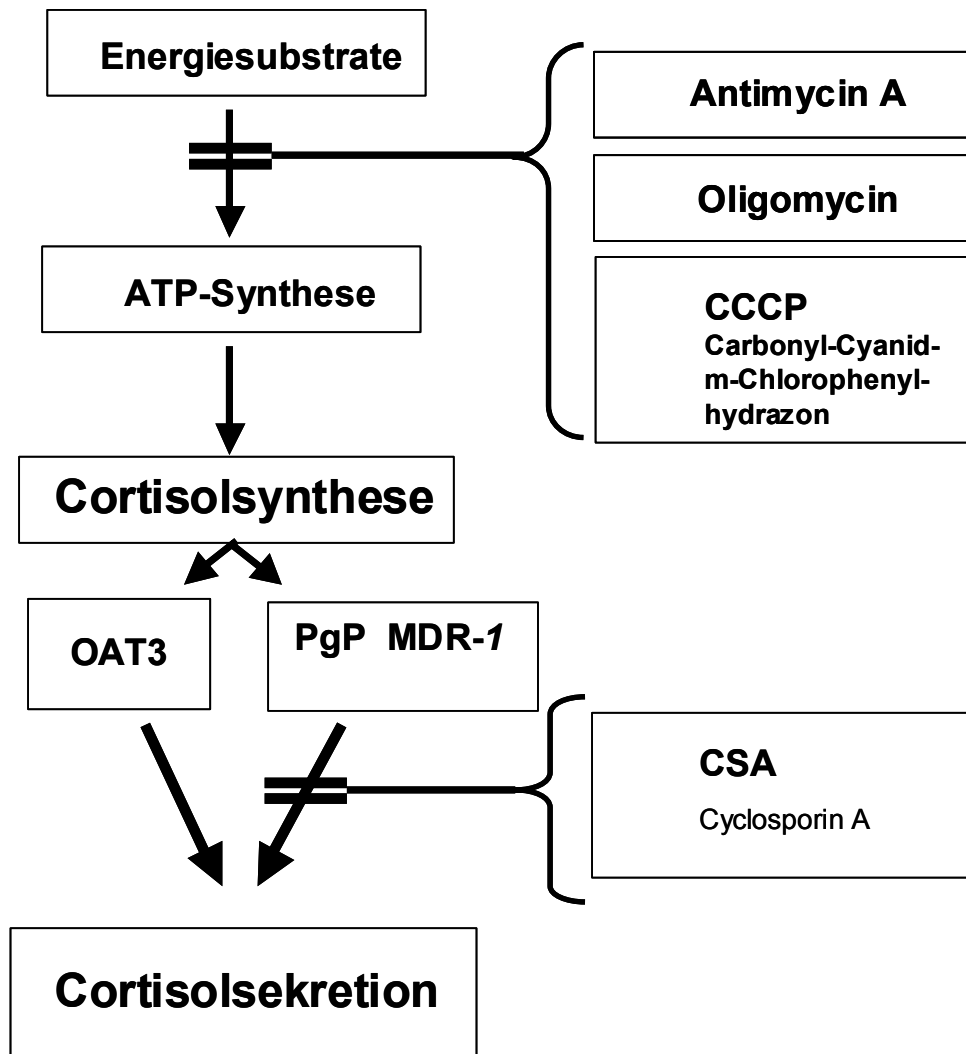 Energiesubstrate
Antimycin A
Oligomycin
ATP-Synthese
CCCP
Carbonyl-Cyanid-
m-Chlorophenyl-
hydrazon
Cortisolsynthese
OAT3
PgP MDR-1
CSA
Cyclosporin A
Cortisolsekretion